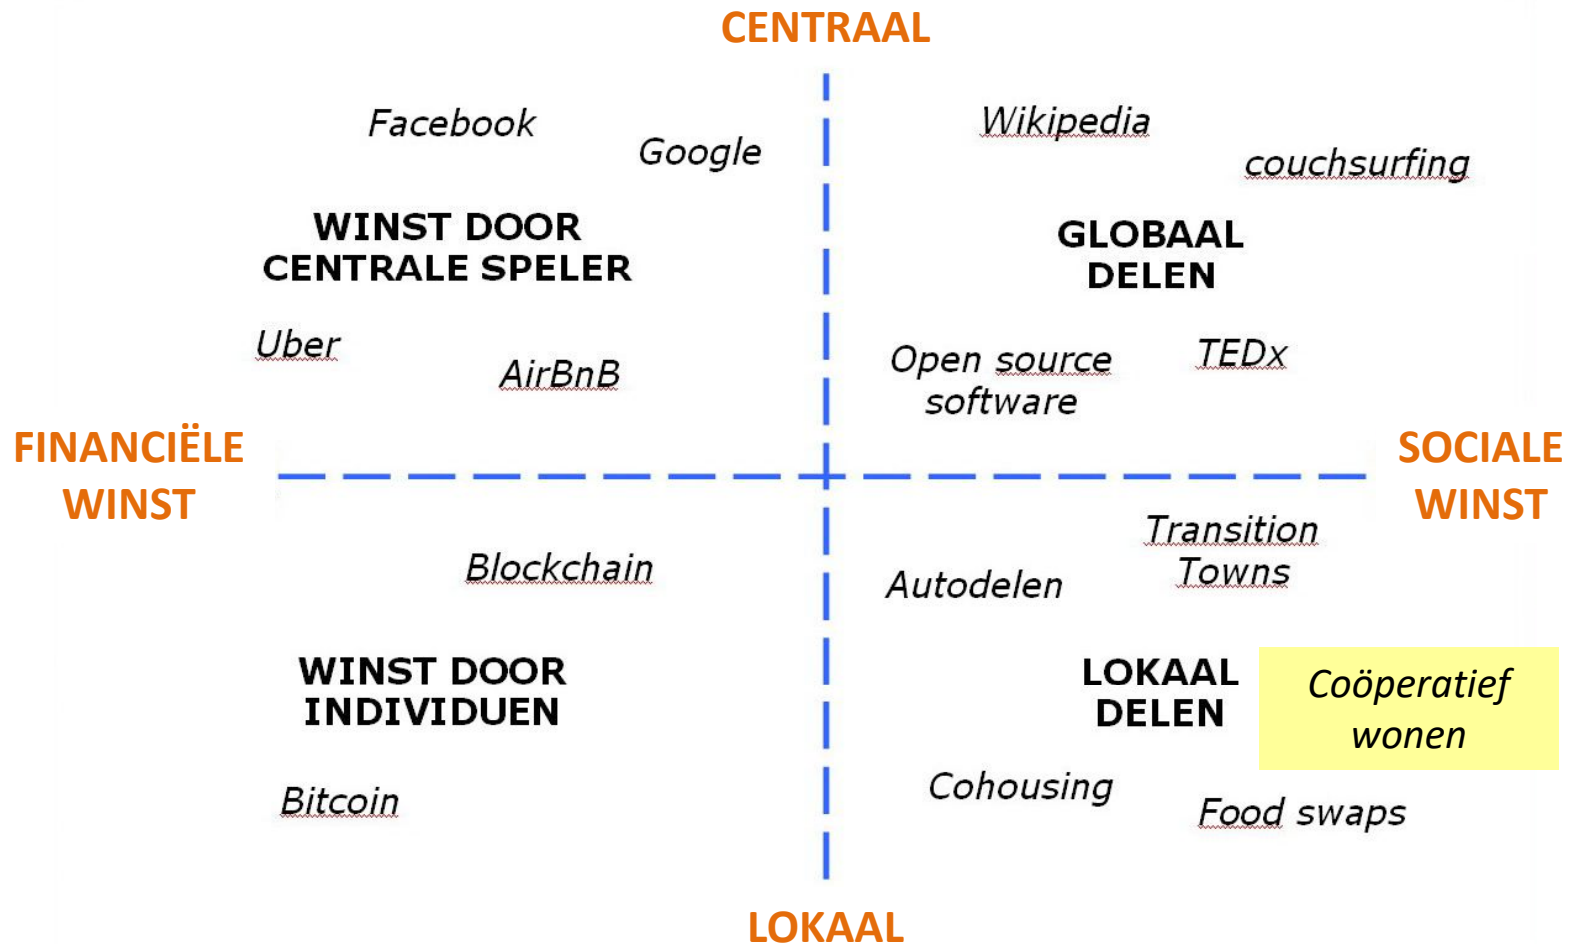 CENTRAAL
Facebook
Google
Wikipedia
couchsurfing
WINST DOOR
CENTRALE SPELER
GLOBAAL
DELEN
Uber
AirBnB
Open source
software
TEDx
FINANCIËLE
WINST
SOCIALE
WINST
Blockchain
Autodelen
Transition
Towns
WINST DOOR
INDIVIDUEN
LOKAAL
DELEN
Coöperatief
wonen
Bitcoin
Cohousing
Food swaps
LOKAAL